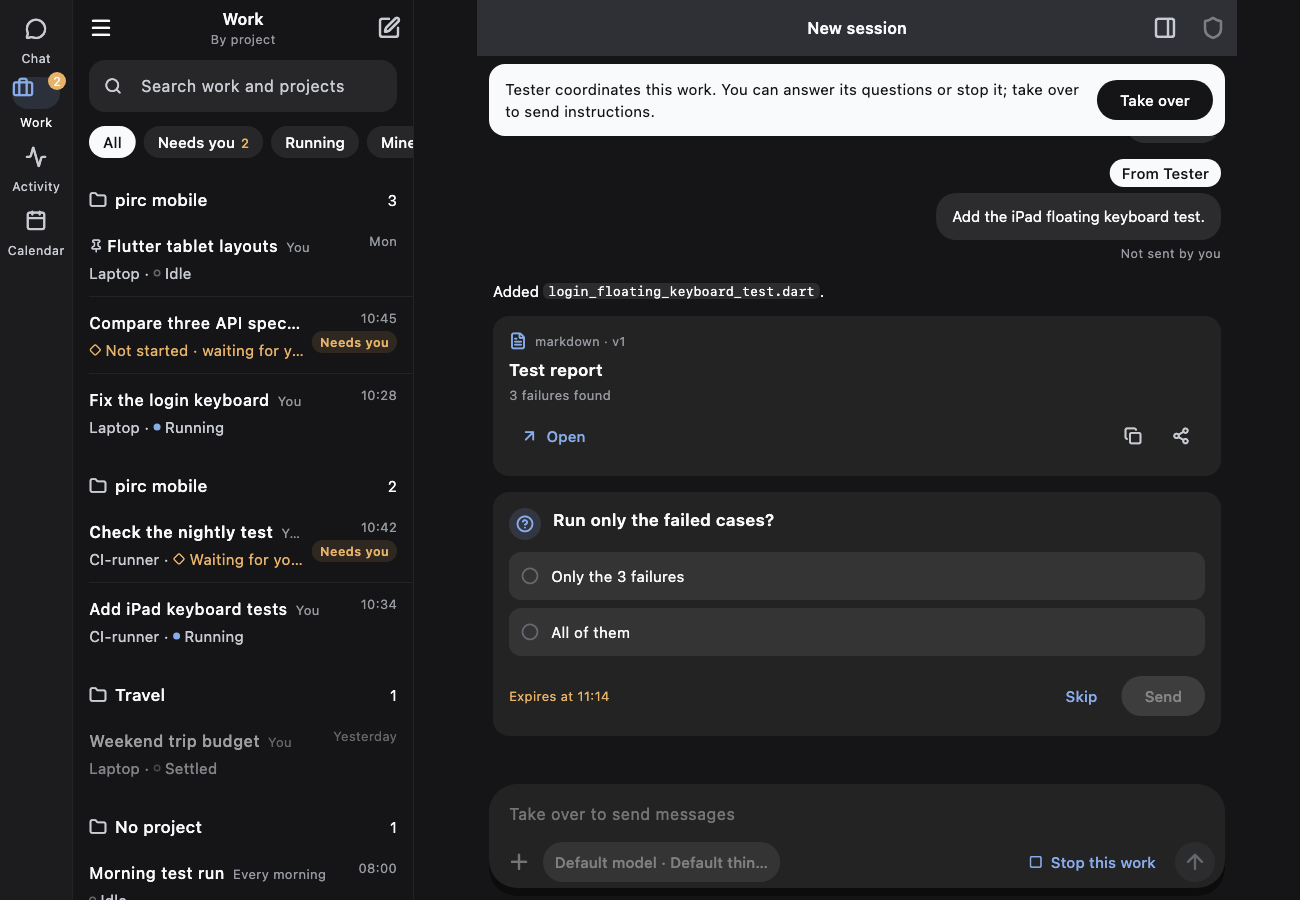 Chat
2
Work
Activity
Calendar
Work
By project
Search work and projects
All
Needs you 2
Running
Mine
pirc mobile
3
Flutter tablet layouts You
Mon
Laptop · Idle
Compare three API spec...
10:45
Not started · waiting for y...
Needs you
Fix the login keyboard You
10:28
Laptop · Running
pirc mobile
2
Check the nightly test Y...
10:42
CI-runner · Waiting for yo...
Needs you
Add iPad keyboard tests You
10:34
CI-runner · Running
Travel
1
Weekend trip budget You
Yesterday
Laptop · Settled
No project
1
Morning test run Every morning
08:00
Idle
New session
Tester coordinates this work. You can answer its questions or stop it; take over
to send instructions.
Take over
From Tester
Add the iPad floating keyboard test.
Not sent by you
Added login_floating_keyboard_test.dart.
markdown · v1
Test report
3 failures found
Open
Run only the failed cases?
Only the 3 failures
All of them
Expires at 11:14
Skip
Send
Take over to send messages
Default model · Default thin...
Stop this work